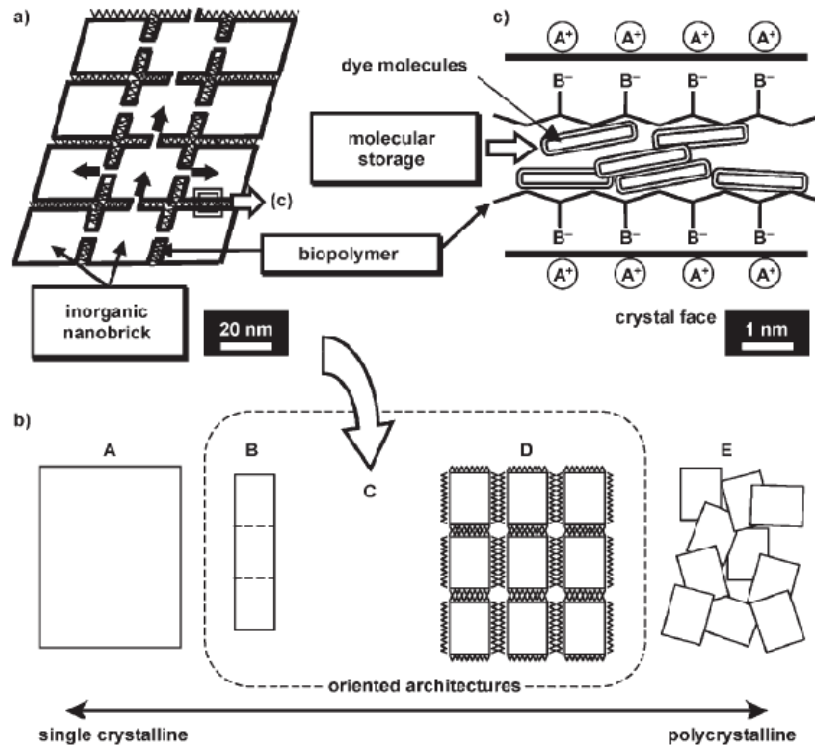 a)
(c)
inorganic
nanobrick
20 nm
biopolymer
molecular
storage
dye molecules
c)
A⁺ A⁺ A⁺ A⁺
B⁻ B⁻ B⁻ B⁻
B⁻ B⁻ B⁻ B⁻
A⁺ A⁺ A⁺ A⁺
crystal face
1 nm
b)
A
B
C
D
E
oriented architectures
single crystalline
polycrystalline